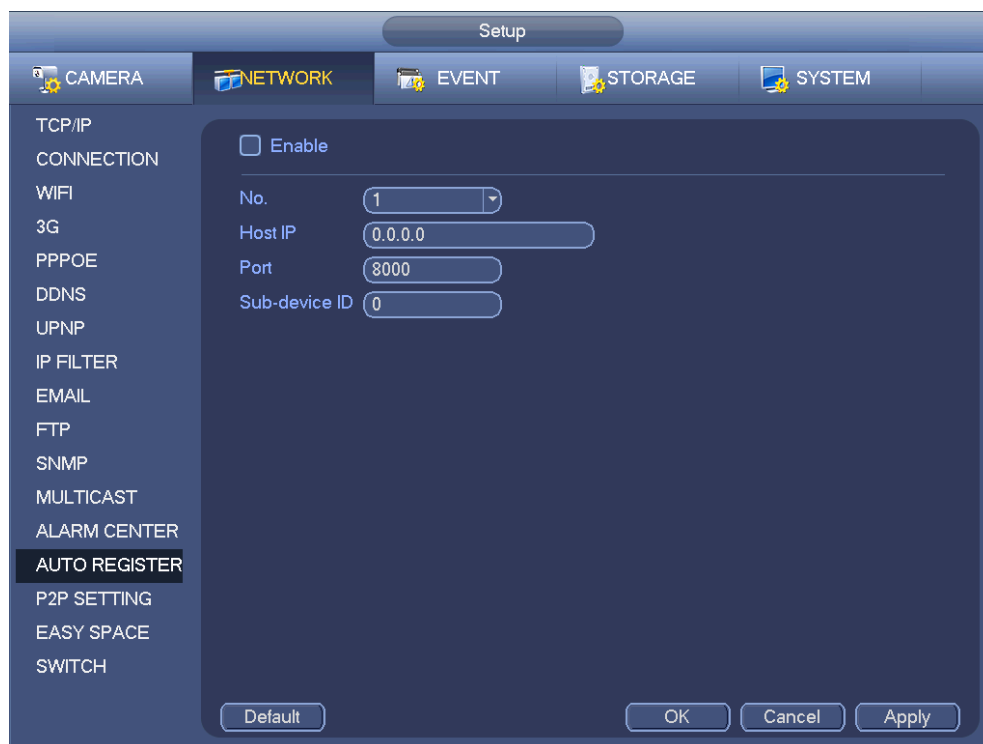 Setup
CAMERA NETWORK EVENT STORAGE SYSTEM
TCP/IP
CONNECTION
WIFI
3G
PPPOE
DDNS
UPNP
IP FILTER
EMAIL
FTP
SNMP
MULTICAST
ALARM CENTER
AUTO REGISTER
P2P SETTING
EASY SPACE
SWITCH
Enable
No. 1
Host IP 0.0.0.0
Port 8000
Sub-device ID 0
Default OK Cancel Apply